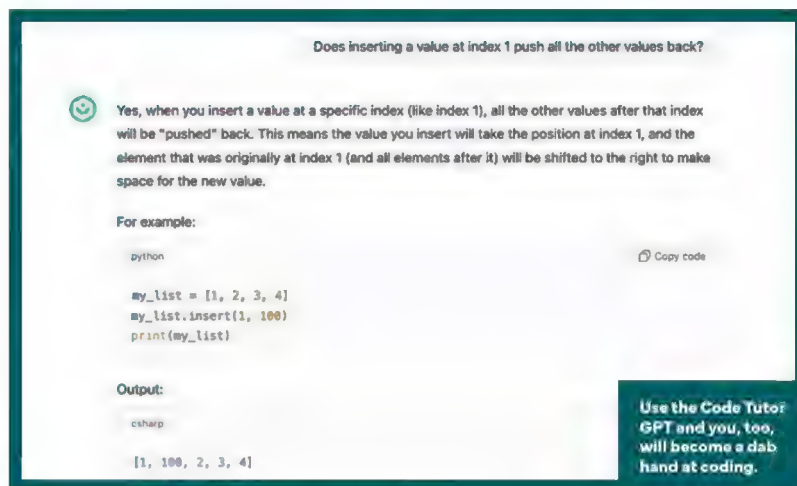 Does inserting a value at index 1 push all the other values back?
Yes, when you insert a value at a specific index (like index 1), all the other values after that index
will be "pushed" back. This means the value you insert will take the position at index 1, and the
element that was originally at index 1 (and all elements after it) will be shifted to the right to make
space for the new value.
For example:
python
Copy code
my_list = [1, 2, 3, 4]
my_list.insert(1, 100)
print(my_list)
Output:
csharp
[1, 100, 2, 3, 4]
Use the Code Tutor
GPT and you, too,
will become a dab
hand at coding.